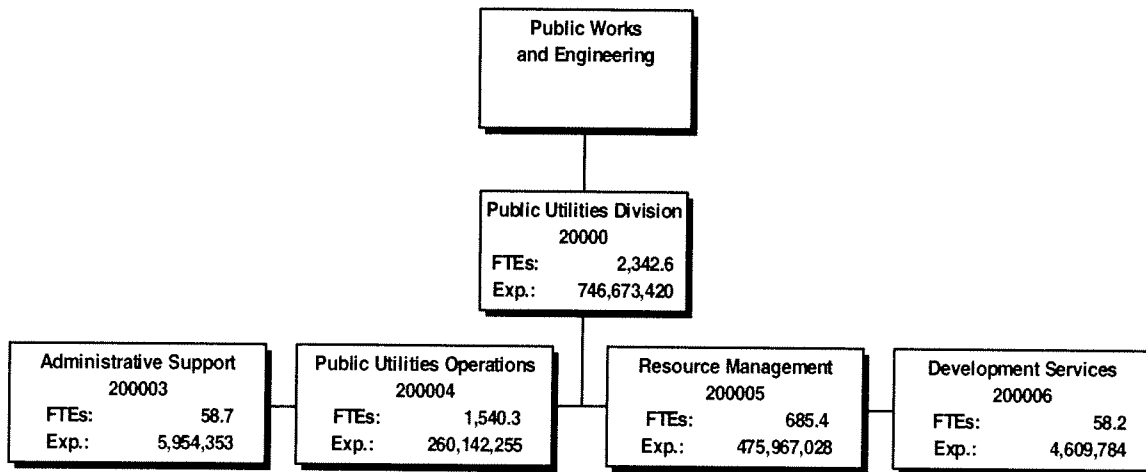 Public Works
and Engineering
Public Utilities Division
20000
FTEs: 2,342.6
Exp.: 746,673,420
Administrative Support
200003
FTEs: 58.7
Exp.: 5,954,353
Public Utilities Operations
200004
FTEs: 1,540.3
Exp.: 260,142,255
Resource Management
200005
FTEs: 685.4
Exp.: 475,967,028
Development Services
200006
FTEs: 58.2
Exp.: 4,609,784